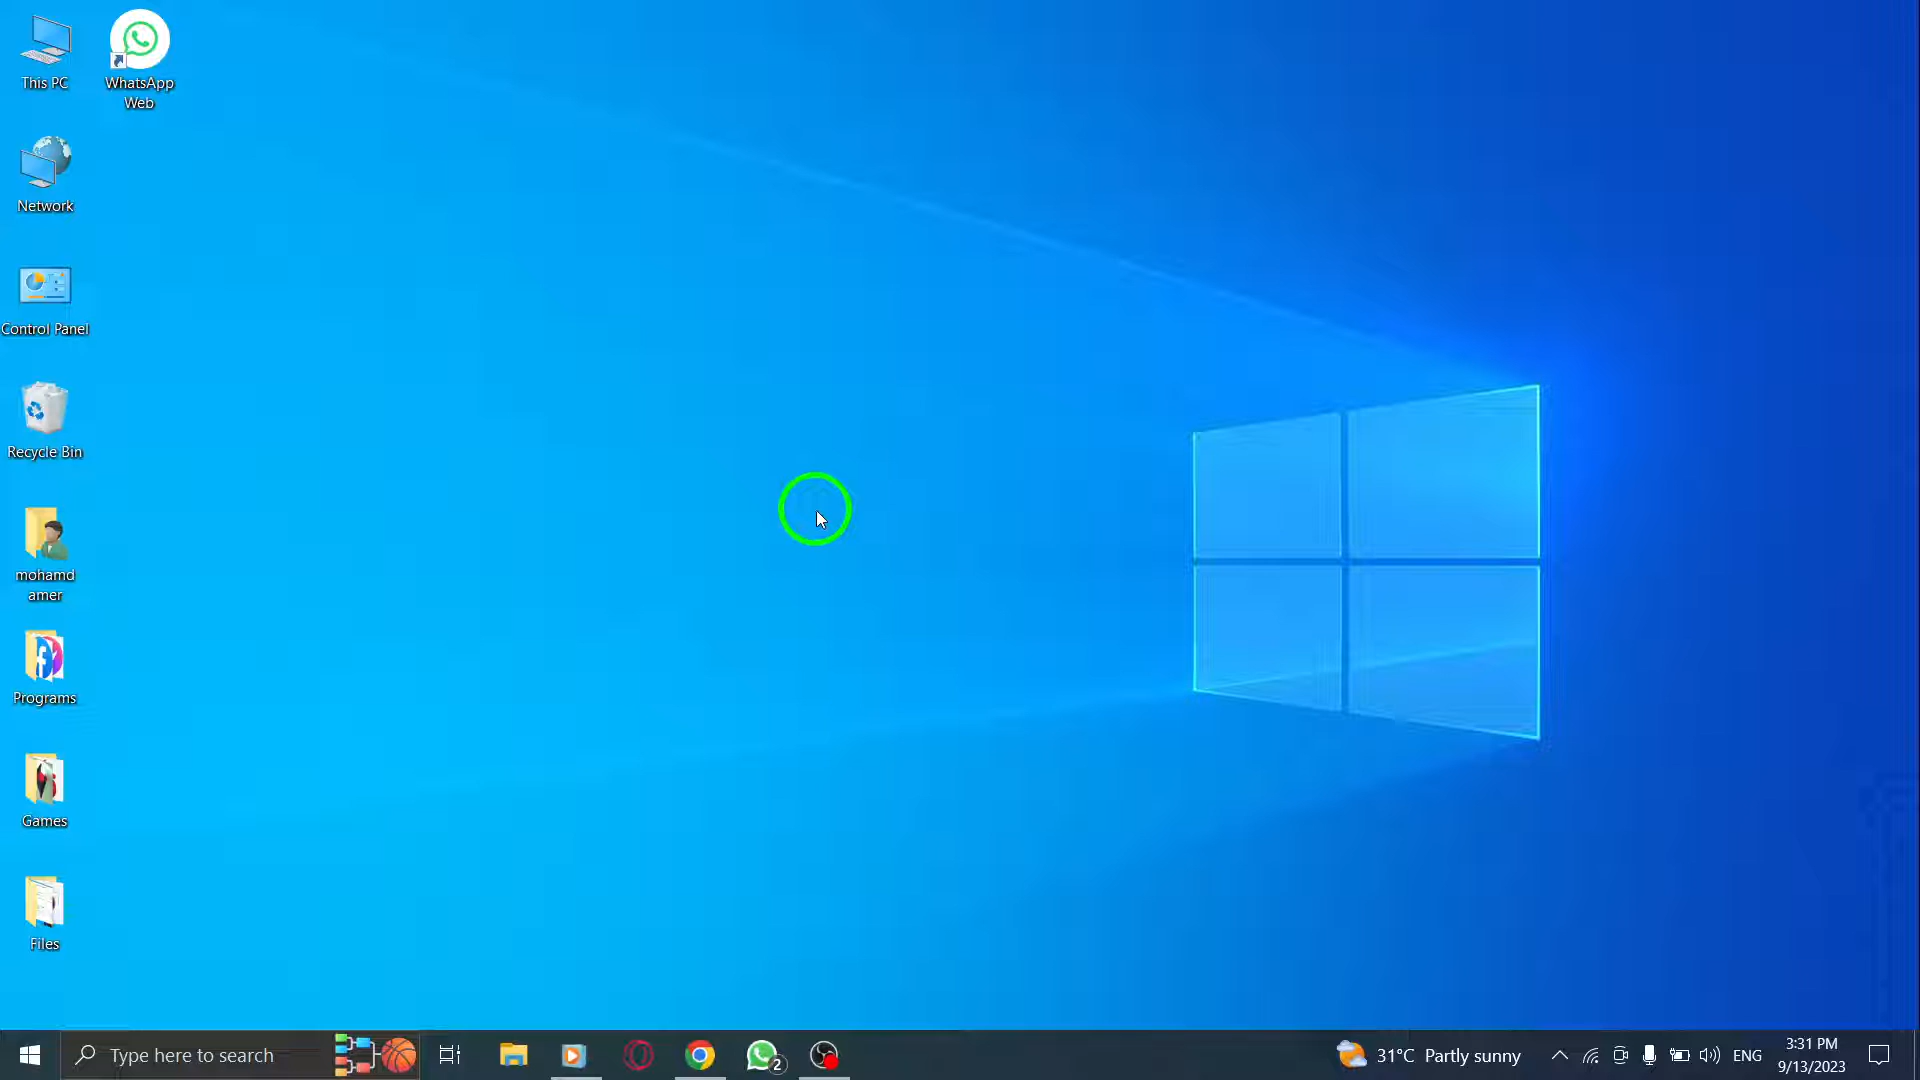 This PC
WhatsApp
Web
Network
Control Panel
Recycle Bin
mohamd
amer
Programs
Games
Files
Type here to search
2
31°C Partly sunny
ENG
3:31 PM
9/13/2023